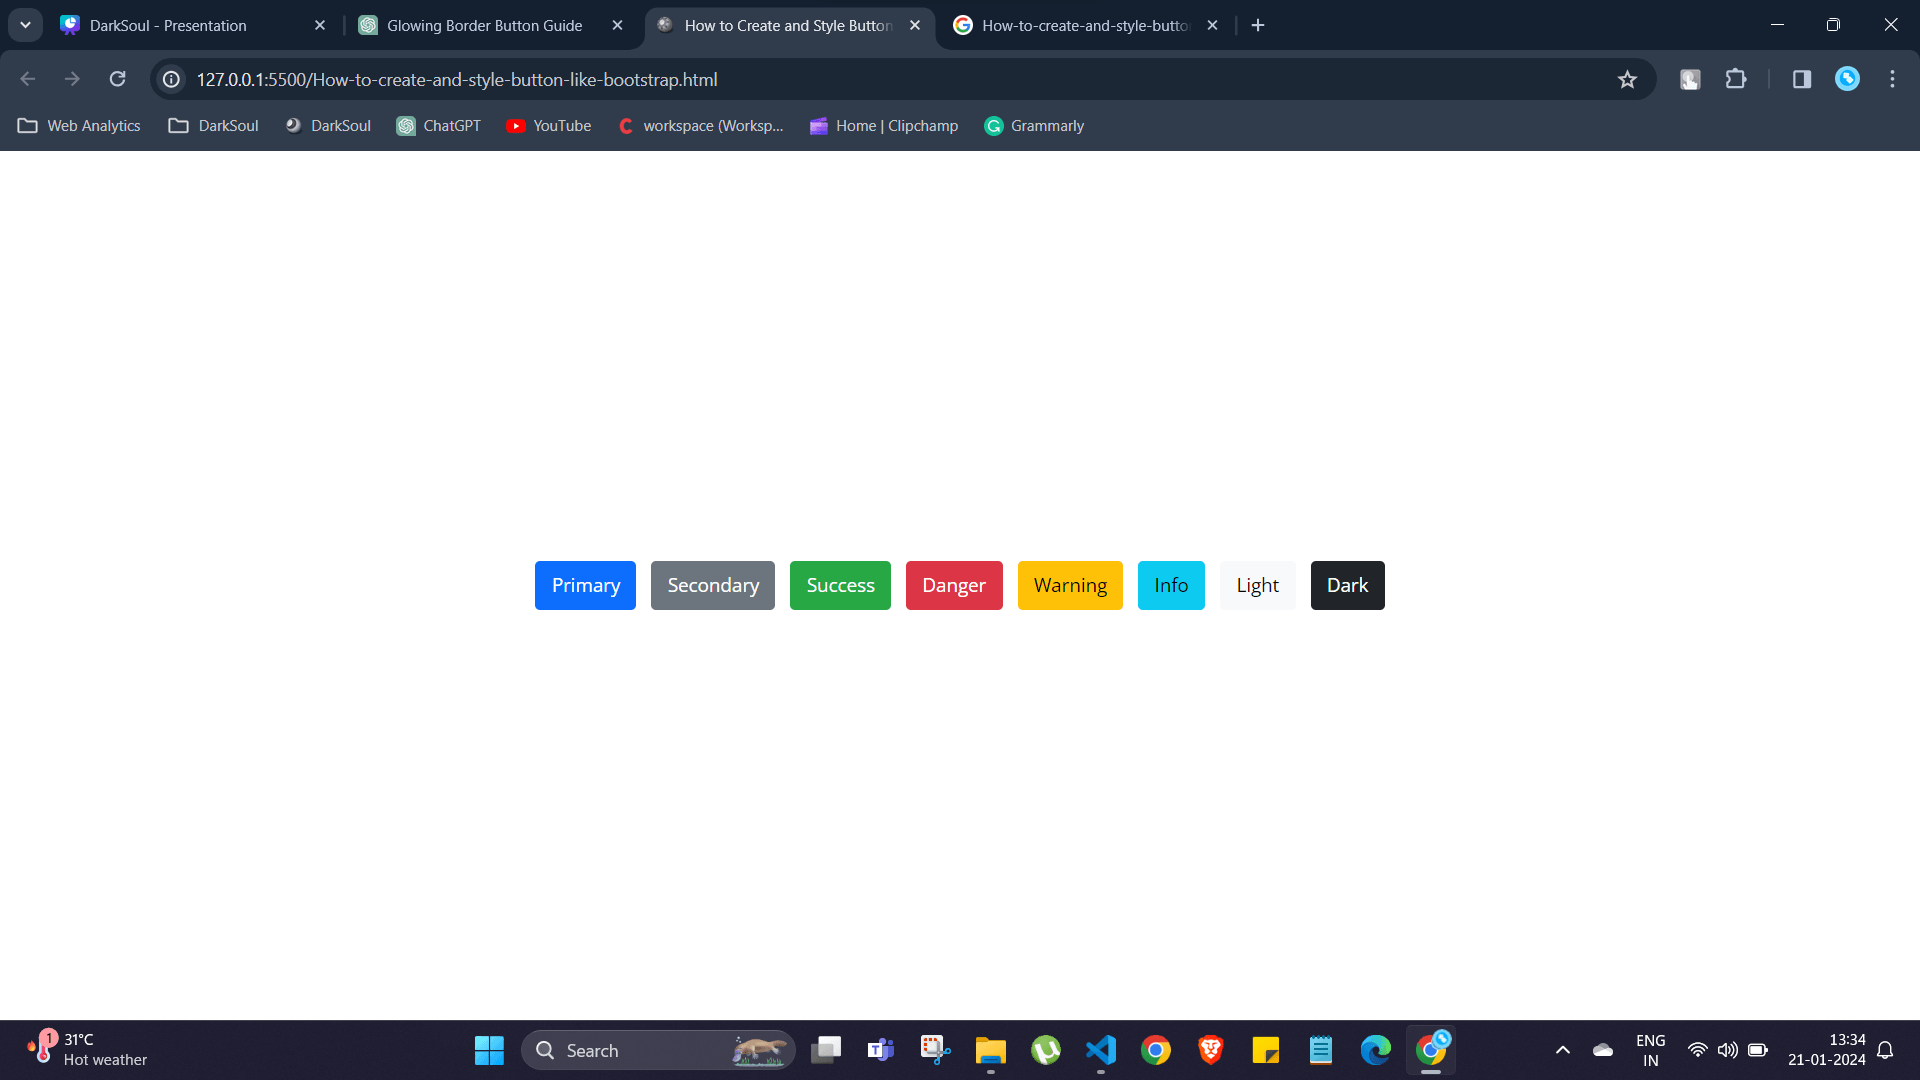 DarkSoul - Presentation
Glowing Border Button Guide
How to Create and Style Button
How-to-create-and-style-butto
127.0.0.1:5500/How-to-create-and-style-button-like-bootstrap.html
Web Analytics
DarkSoul
DarkSoul
ChatGPT
YouTube
workspace (Worksp...
Home | Clipchamp
Grammarly
Primary
Secondary
Success
Danger
Warning
Info
Light
Dark
1
31°C
Hot weather
Search
ENG
IN
13:34
21-01-2024